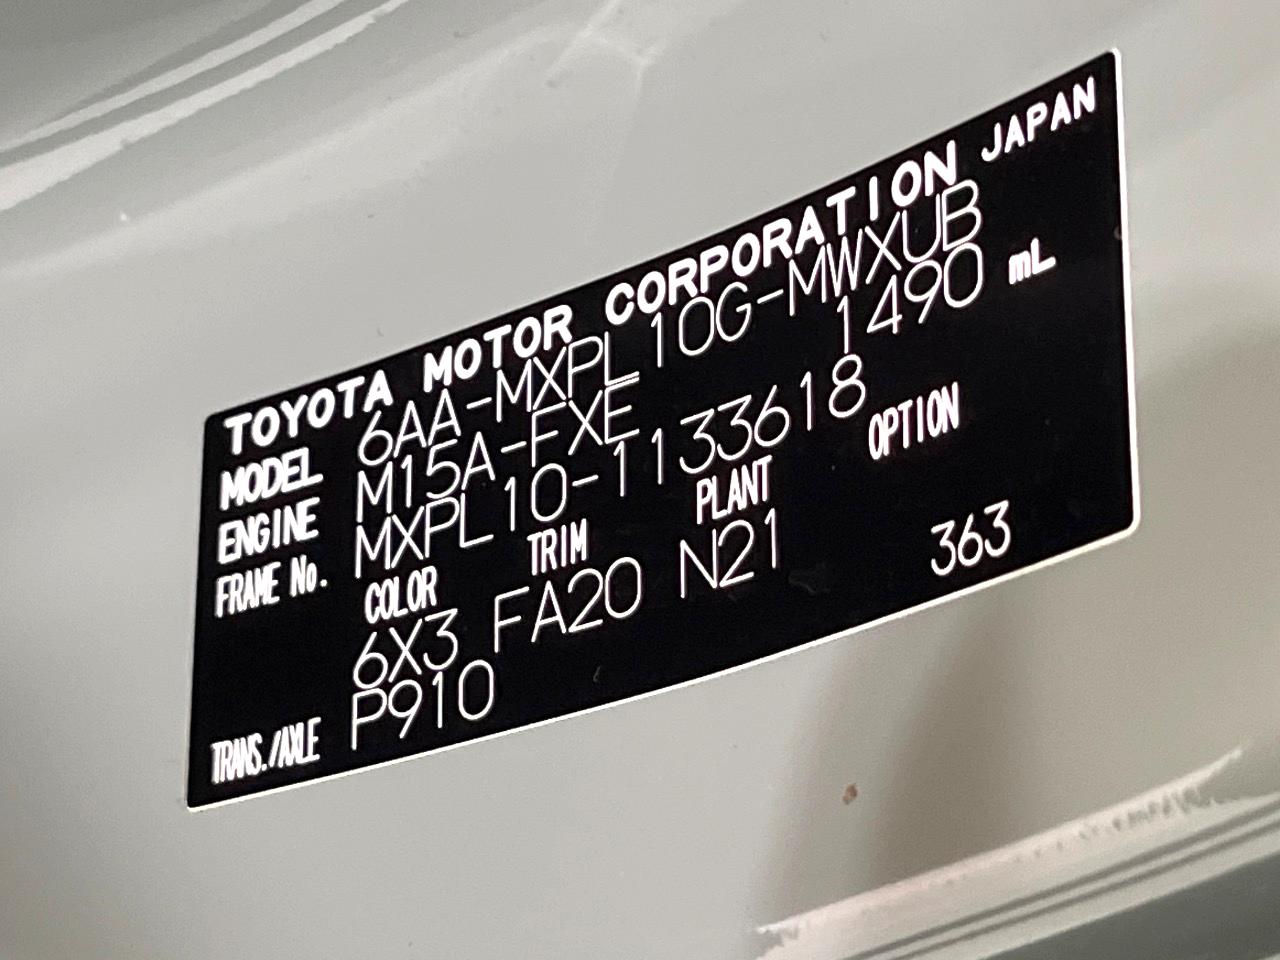 TOYOTA MOTOR CORPORATION JAPAN
MODEL 6AA-MXPL10G-MWXUB
ENGINE M15A-FXE 1490 mL
FRAME No. MXPL10-1133618
COLOR TRIM PLANT OPTION
6X3 FA20 N21 363
TRANS./AXLE P910